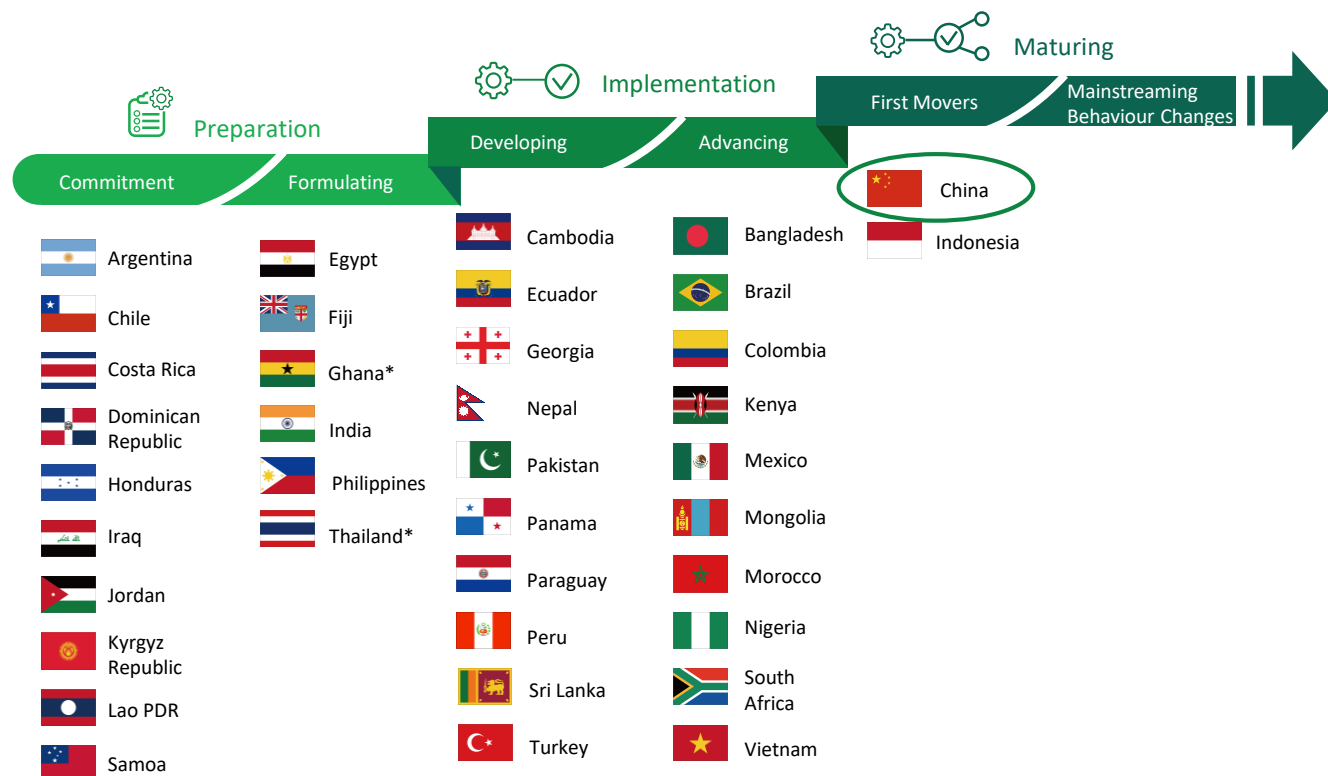 Preparation
Implementation
Maturing
Commitment
Formulating
Developing
Advancing
First Movers
Mainstreaming
Behaviour Changes
Argentina
Chile
Costa Rica
Dominican
Republic
Honduras
Iraq
Jordan
Kyrgyz
Republic
Lao PDR
Samoa
Egypt
Fiji
Ghana*
India
Philippines
Thailand*
Cambodia
Ecuador
Georgia
Nepal
Pakistan
Panama
Paraguay
Peru
Sri Lanka
Turkey
Bangladesh
Brazil
Colombia
Kenya
Mexico
Mongolia
Morocco
Nigeria
South
Africa
Vietnam
China
Indonesia